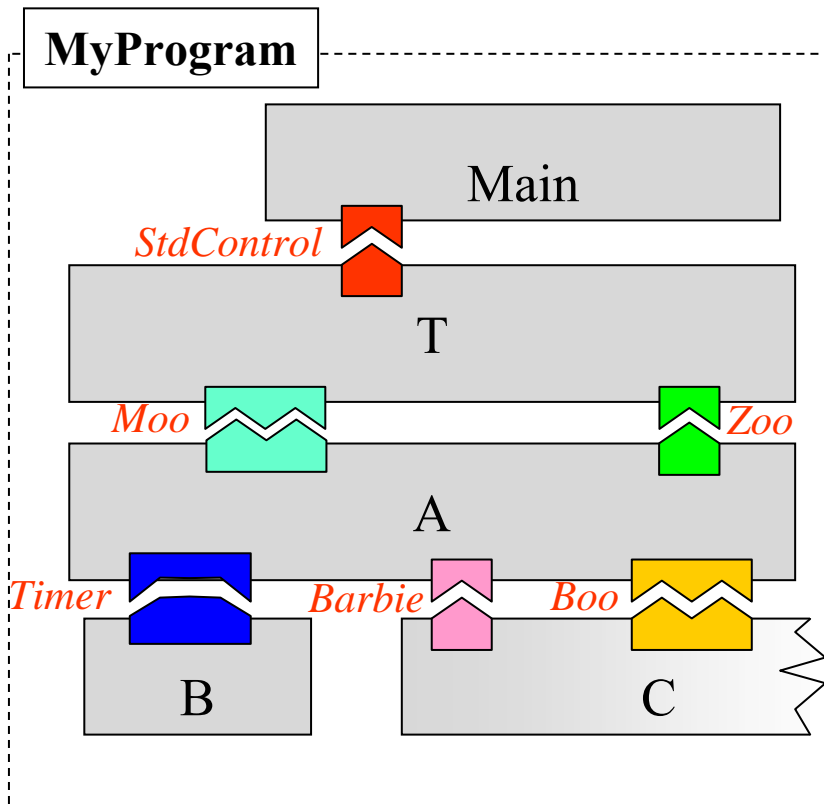 MyProgram
Main
StdControl
T
Moo
Zoo
A
Timer
Barbie
Boo
B
C